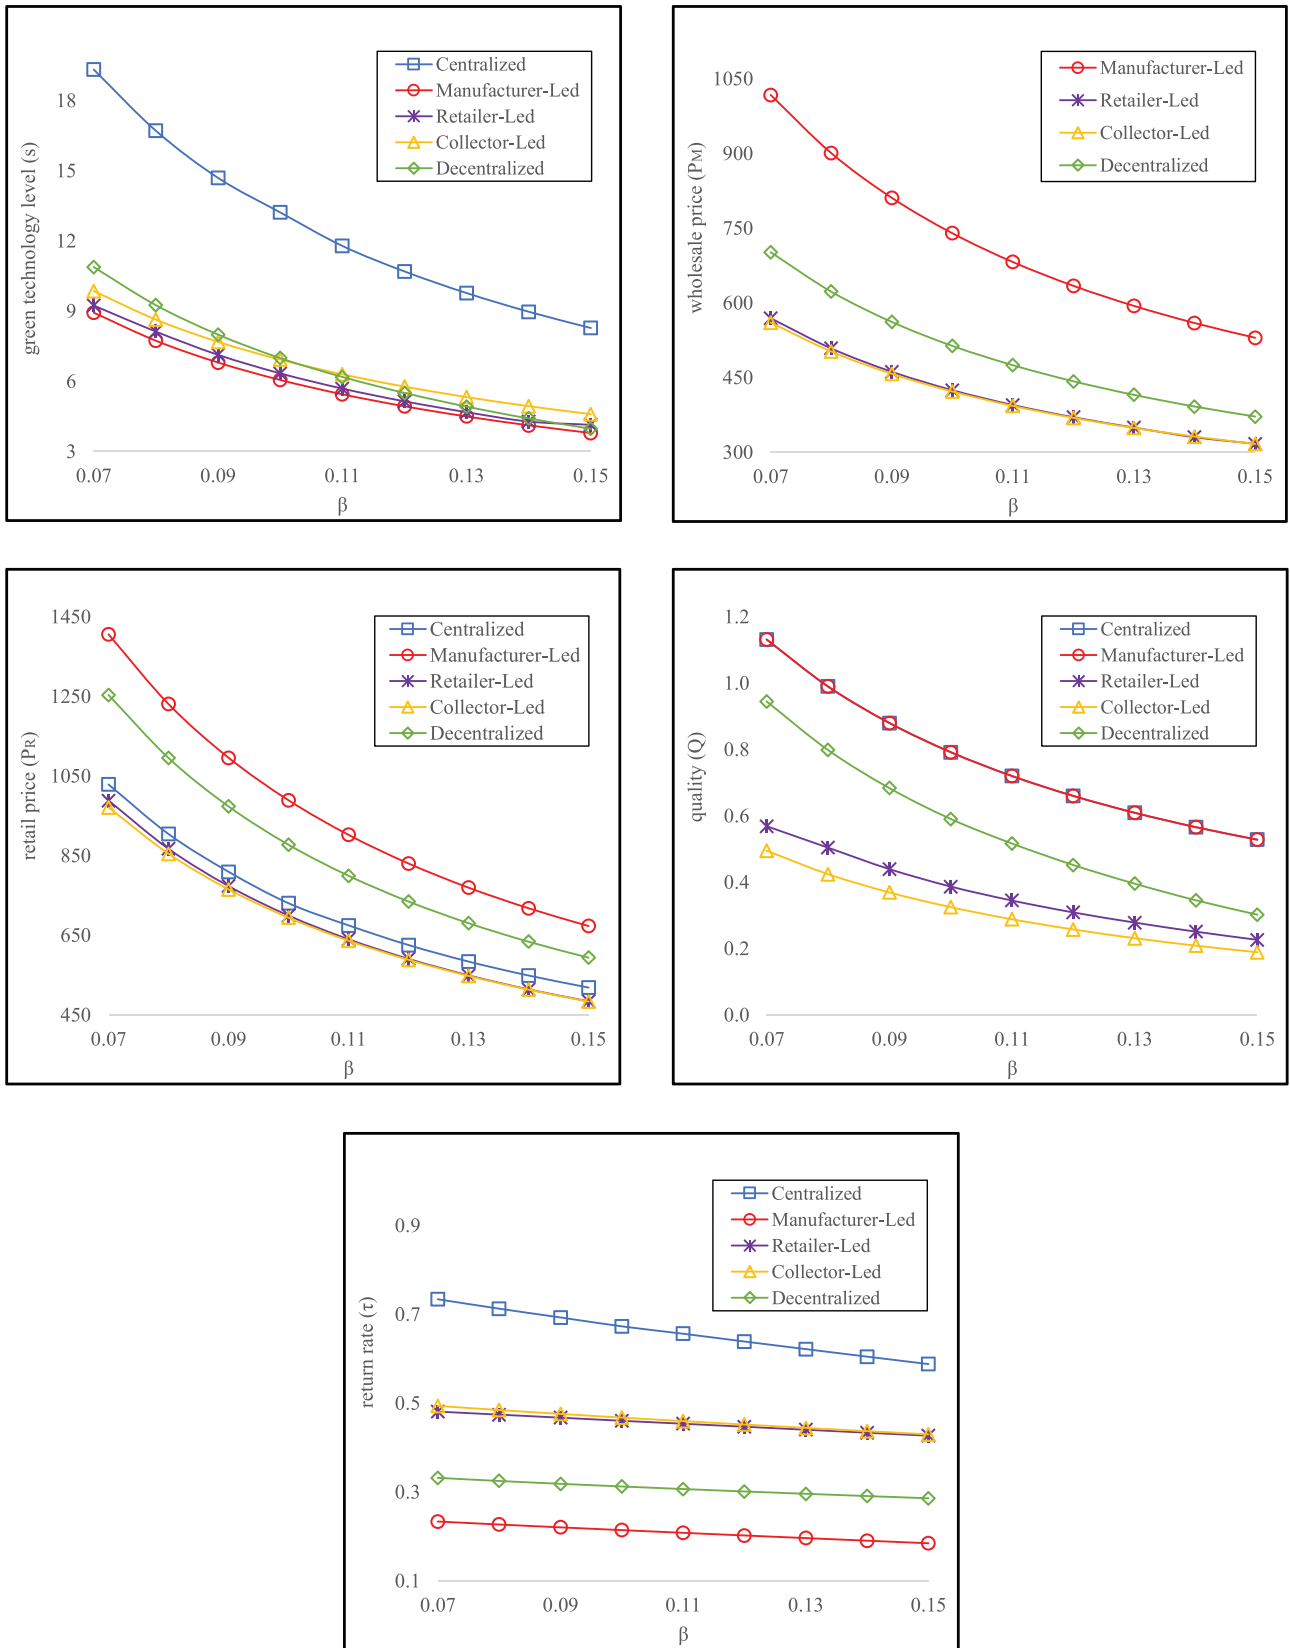 green technology level (s)
18
15
12
9
6
3
0.07 0.09 0.11 0.13 0.15
β
Centralized
Manufacturer-Led
Retailer-Led
Collector-Led
Decentralized
wholesale price (PM)
1050
900
750
600
450
300
0.07 0.09 0.11 0.13 0.15
β
Manufacturer-Led
Retailer-Led
Collector-Led
Decentralized
retail price (PR)
1450
1250
1050
850
650
450
0.07 0.09 0.11 0.13 0.15
β
Centralized
Manufacturer-Led
Retailer-Led
Collector-Led
Decentralized
quality (Q)
1.2
1.0
0.8
0.6
0.4
0.2
0.0
0.07 0.09 0.11 0.13 0.15
β
Centralized
Manufacturer-Led
Retailer-Led
Collector-Led
Decentralized
return rate (τ)
0.9
0.7
0.5
0.3
0.1
0.07 0.09 0.11 0.13 0.15
β
Centralized
Manufacturer-Led
Retailer-Led
Collector-Led
Decentralized